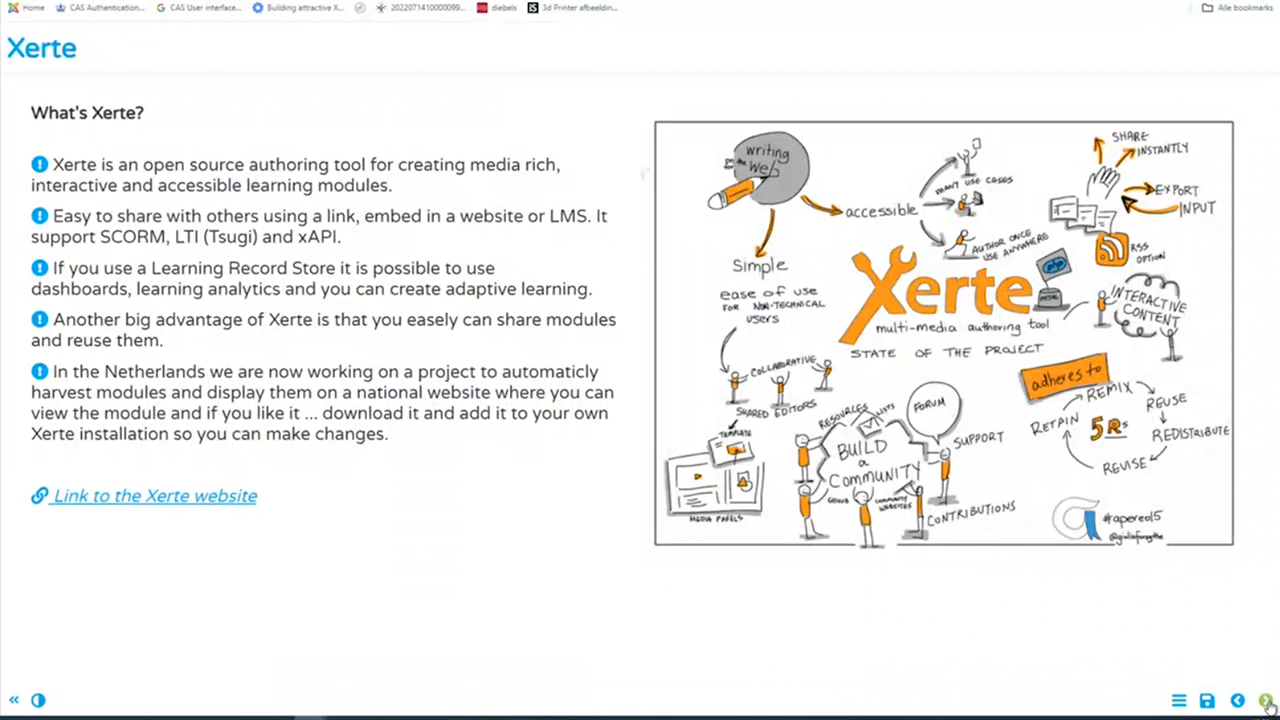 Home
CAS Authentication...
CAS User interface...
Building attractive X...
2022071410000099...
diebels
3d Printer afbeeldin...
Alle bookmarks
Xerte
What's Xerte?
Xerte is an open source authoring tool for creating media rich,
interactive and accessible learning modules.
Easy to share with others using a link, embed in a website or LMS. It
support SCORM, LTI (Tsugi) and xAPI.
If you use a Learning Record Store it is possible to use
dashboards, learning analytics and you can create adaptive learning.
Another big advantage of Xerte is that you easely can share modules
and reuse them.
In the Netherlands we are now working on a project to automaticly
harvest modules and display them on a national website where you can
view the module and if you like it ... download it and add it to your own
Xerte installation so you can make changes.
Link to the Xerte website
writing
for the
web
accessible
MANY USE CASES
AUTHOR ONCE
USE ANYWHERE
SHARE
INSTANTLY
EXPORT
INPUT
RSS
OPTION
Simple
ease of use
FOR NON-TECHNICAL
users
Xerte
multi-media authoring tool
STATE OF THE PROJECT
php
INTERACTIVE
CONTENT
COLLABORATIVE
SHARED EDITORS
TEMPLATE
MEDIA PANELS
RESOURCES
LISTS
FORUM
BUILD
a
COMMUNITY
SUPPORT
GITHUB
COMMUNITY
WEBSITES
CONTRIBUTIONS
adheres to
5Rs
REMIX
REUSE
REDISTRIBUTE
REVISE
RETAIN
#apereo15
@giuliaforsythe